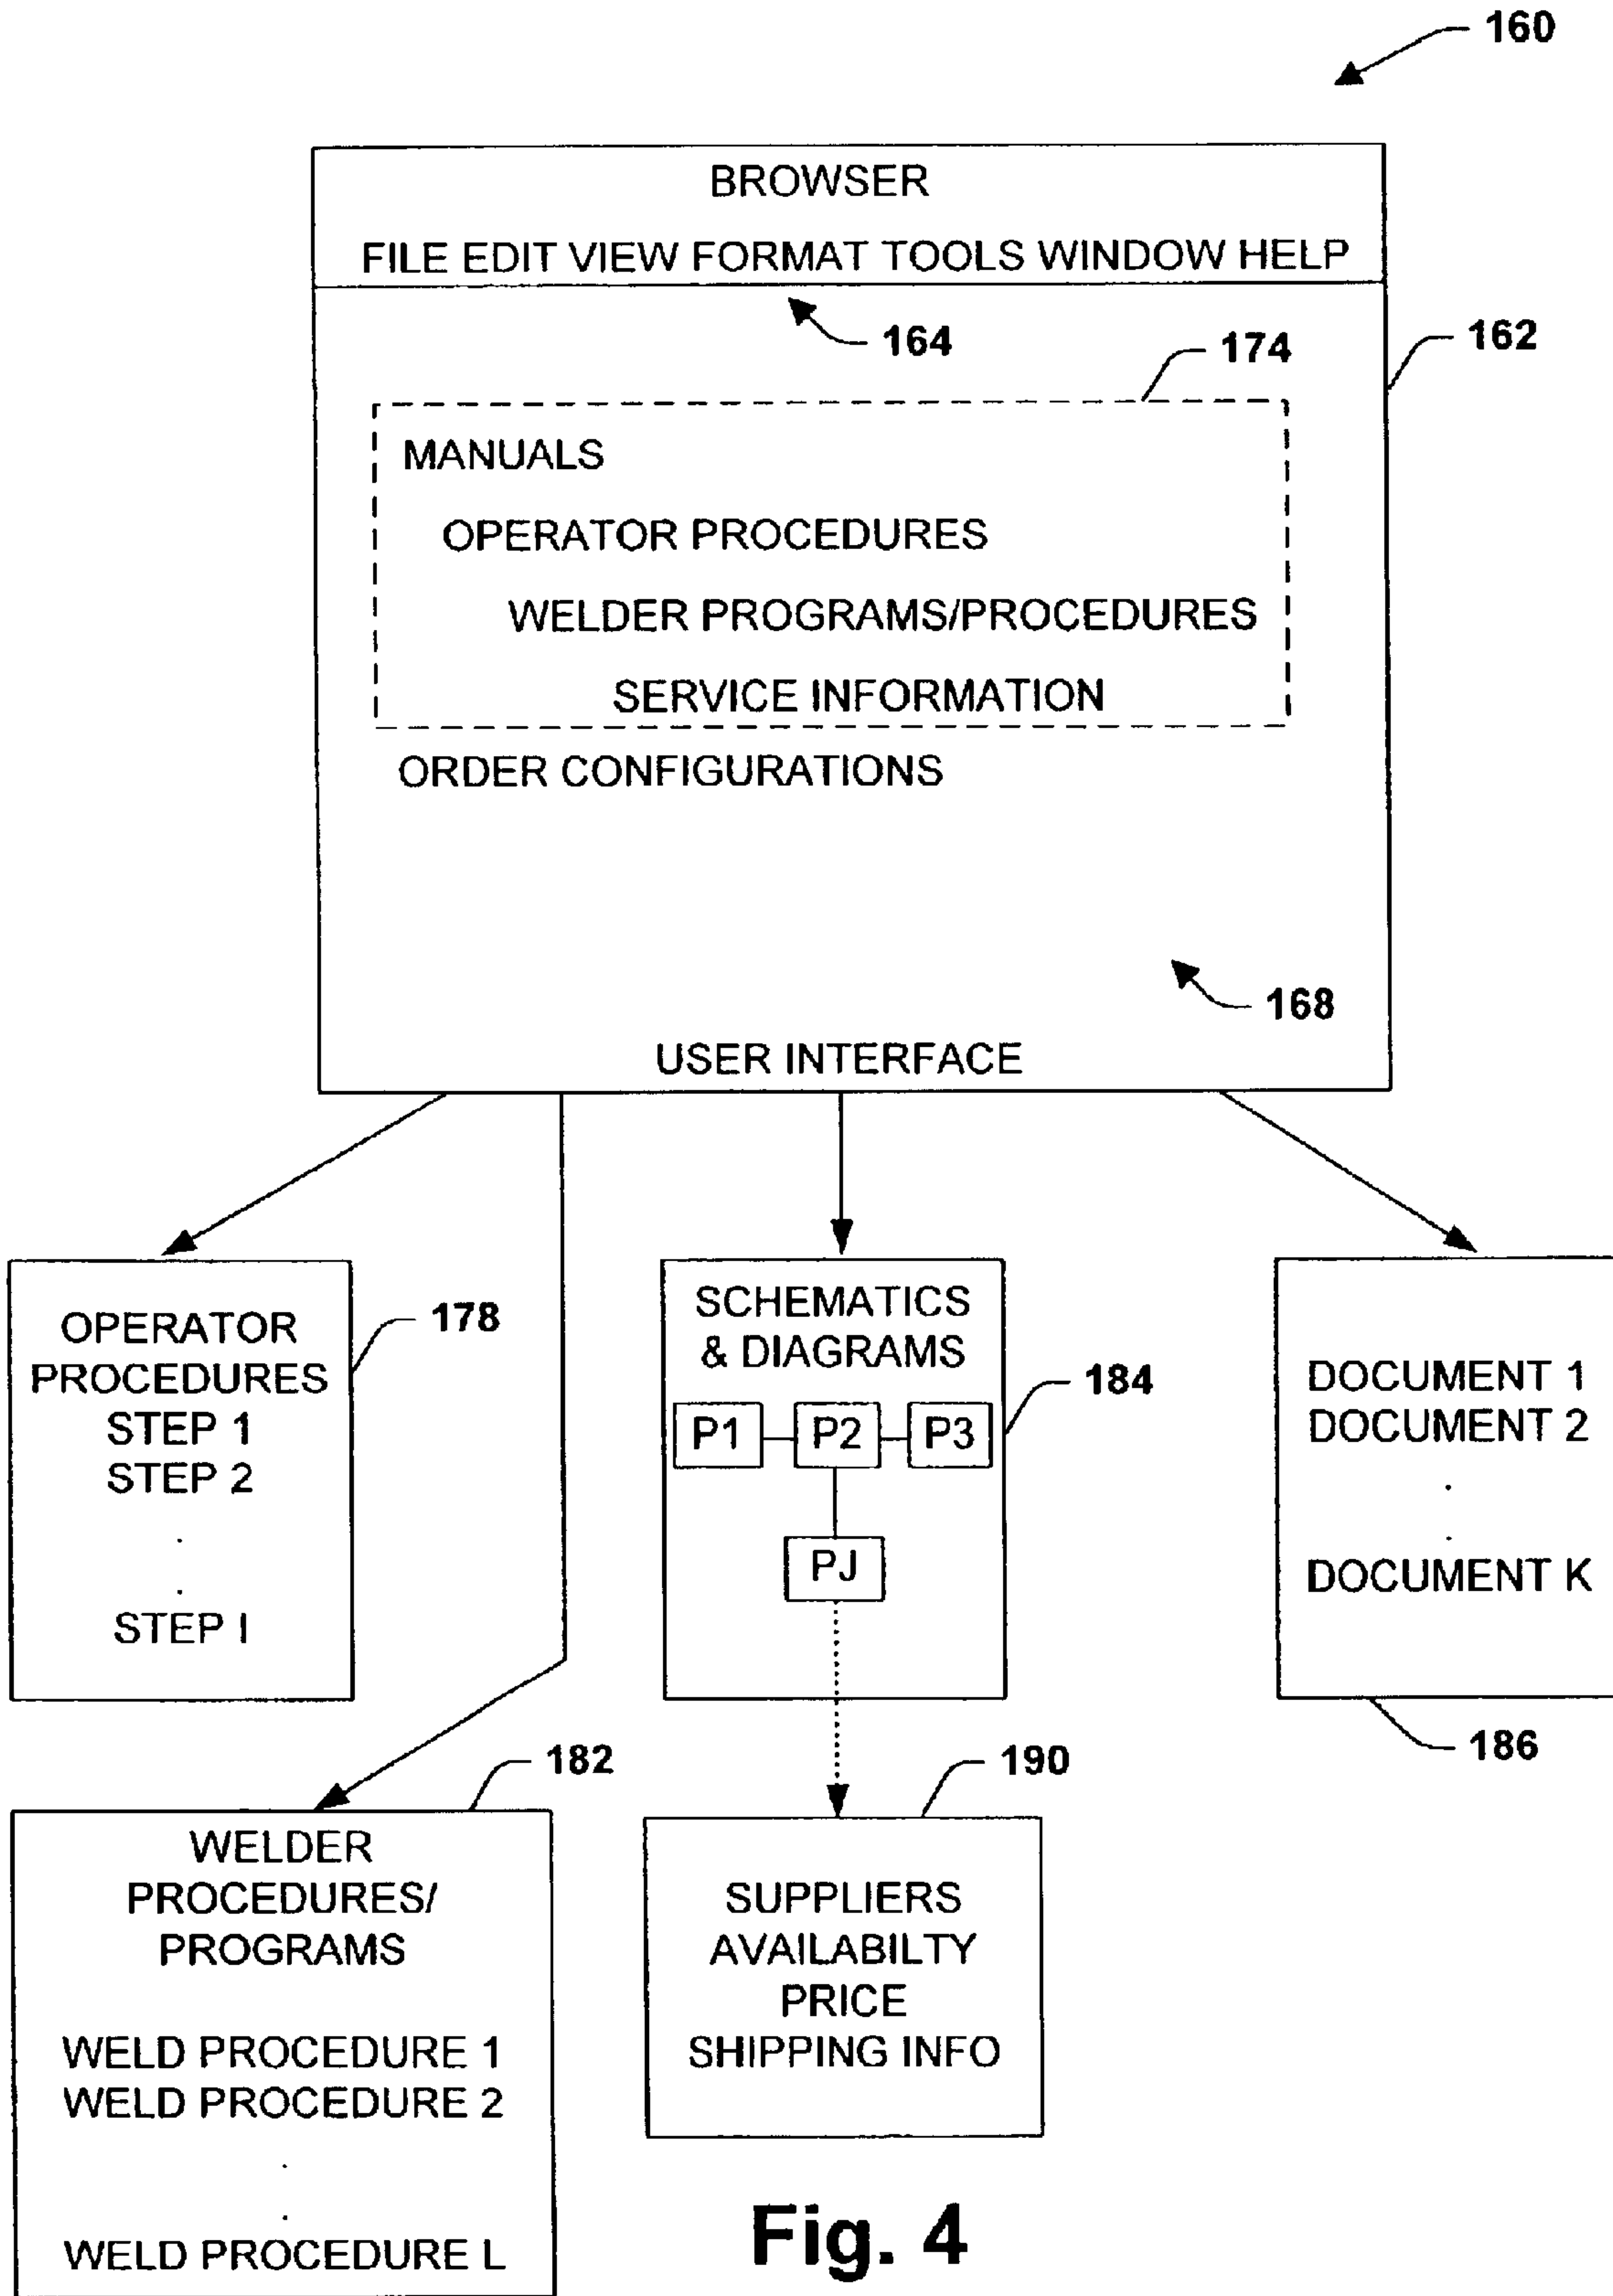 160
BROWSER
FILE EDIT VIEW FORMAT TOOLS WINDOW HELP
164
162
174
MANUALS
OPERATOR PROCEDURES
WELDER PROGRAMS/PROCEDURES
SERVICE INFORMATION
ORDER CONFIGURATIONS
168
USER INTERFACE
OPERATOR
PROCEDURES
STEP 1
STEP 2
.
.
STEP I
178
SCHEMATICS
& DIAGRAMS
P1 P2 P3
PJ
184
DOCUMENT 1
DOCUMENT 2
.
.
DOCUMENT K
186
182
WELDER
PROCEDURES/
PROGRAMS
WELD PROCEDURE 1
WELD PROCEDURE 2
.
.
WELD PROCEDURE L
190
SUPPLIERS
AVAILABILTY
PRICE
SHIPPING INFO
Fig. 4